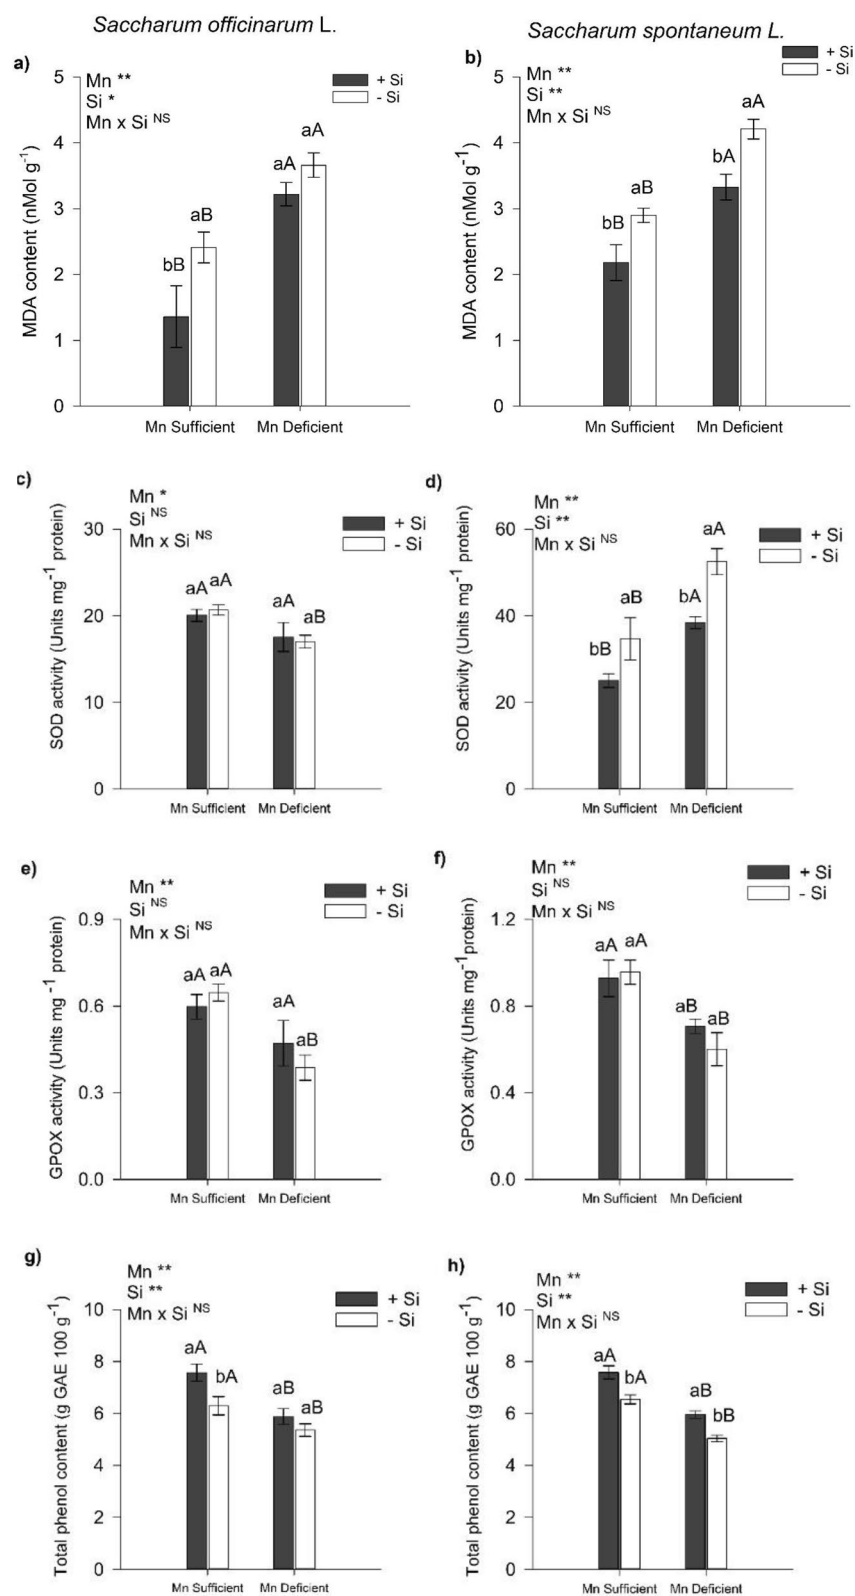 Saccharum officinarum L.
Saccharum spontaneum L.
a)
Mn **
Si *
Mn x Si NS
+ Si
- Si
MDA content (nMol g-1)
5
4
3
2
1
0
bB
aB
aA
aA
Mn Sufficient
Mn Deficient
b)
Mn **
Si **
Mn x Si NS
+ Si
- Si
MDA content (nMol g-1)
5
4
3
2
1
0
bB
aB
bA
aA
Mn Sufficient
Mn Deficient
c)
Mn *
Si NS
Mn x Si NS
+ Si
- Si
SOD activity (Units mg-1 protein)
30
20
10
0
aA
aA
aA
aB
Mn Sufficient
Mn Deficient
d)
Mn **
Si **
Mn x Si NS
+ Si
- Si
SOD activity (Units mg-1 protein)
60
40
20
0
bB
aB
bA
aA
Mn Sufficient
Mn Deficient
e)
Mn **
Si NS
Mn x Si NS
+ Si
- Si
GPOX activity (Units mg-1 protein)
0.9
0.6
0.3
0.0
aA
aA
aA
aB
Mn Sufficient
Mn Deficient
f)
Mn **
Si NS
Mn x Si NS
+ Si
- Si
GPOX activity (Units mg-1protein)
1.2
0.8
0.4
0.0
aA
aA
aB
aB
Mn Sufficient
Mn Deficient
g)
Mn **
Si **
Mn x Si NS
+ Si
- Si
Total phenol content (g GAE 100 g-1)
10
8
6
4
2
0
aA
bA
aB
aB
Mn Sufficient
Mn Deficient
h)
Mn **
Si **
Mn x Si NS
+ Si
- Si
Total phenol content (g GAE 100 g-1)
10
8
6
4
2
0
aA
bA
aB
bB
Mn Sufficient
Mn Deficient